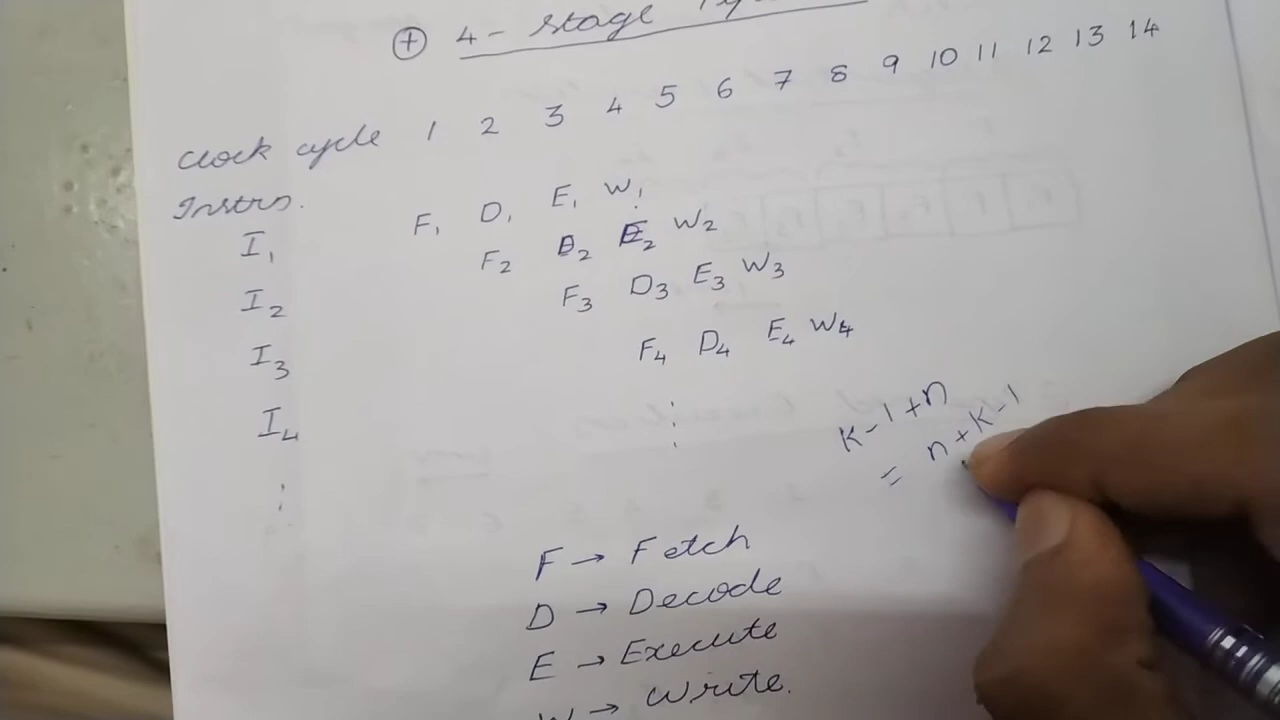 ⊕ 4 - Stage
Clock cycle 1 2 3 4 5 6 7 8 9 10 11 12 13 14
Instrs.
I₁ F₁ D₁ E₁ W₁
I₂ F₂ D₂ E₂ W₂
I₃ F₃ D₃ E₃ W₃
I₄ F₄ D₄ E₄ W₄
⋮ ⋮
K-1+n
= n+K-1
F → Fetch
D → Decode
E → Execute
W → Write.